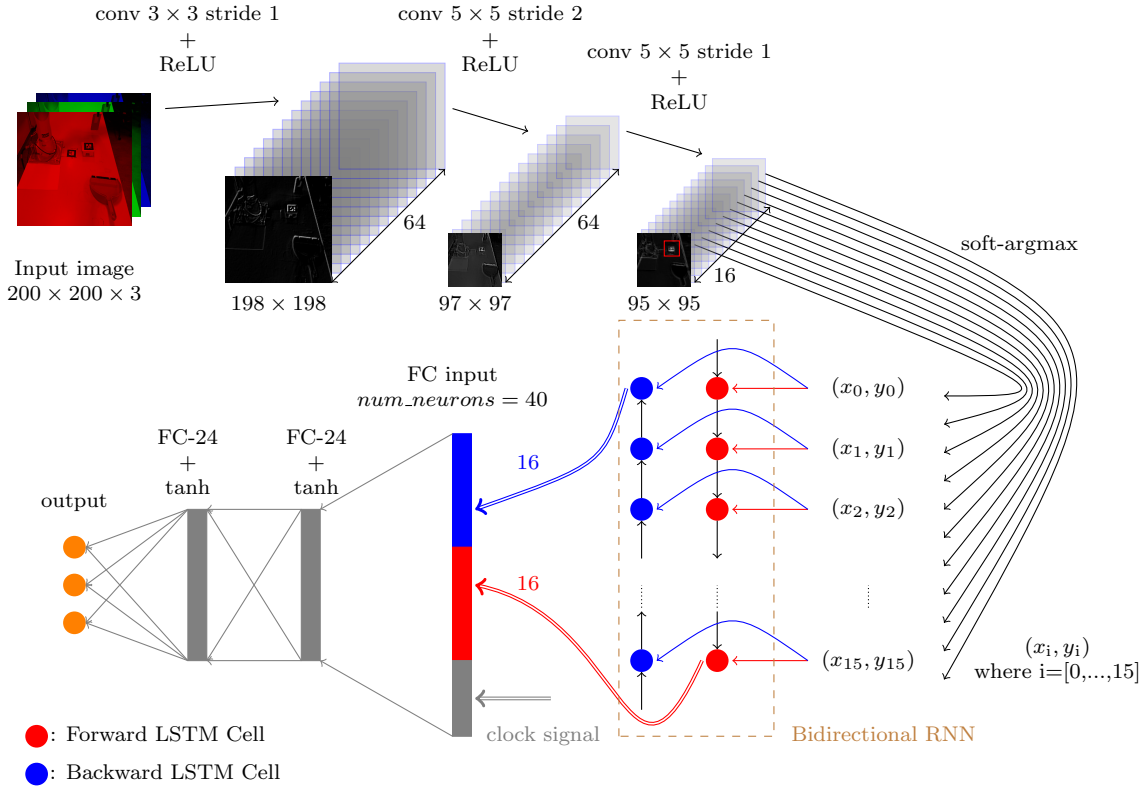 conv 3 × 3 stride 1
+
ReLU
conv 5 × 5 stride 2
+
ReLU
conv 5 × 5 stride 1
+
ReLU
Input image
200 × 200 × 3
64
198 × 198
64
97 × 97
16
95 × 95
soft-argmax
FC input
num_neurons = 40
FC-24
+
tanh
FC-24
+
tanh
output
16
16
(x0, y0)
(x1, y1)
(x2, y2)
(x15, y15)
(xi, yi)
where i=[0,...,15]
clock signal
Bidirectional RNN
: Forward LSTM Cell
: Backward LSTM Cell